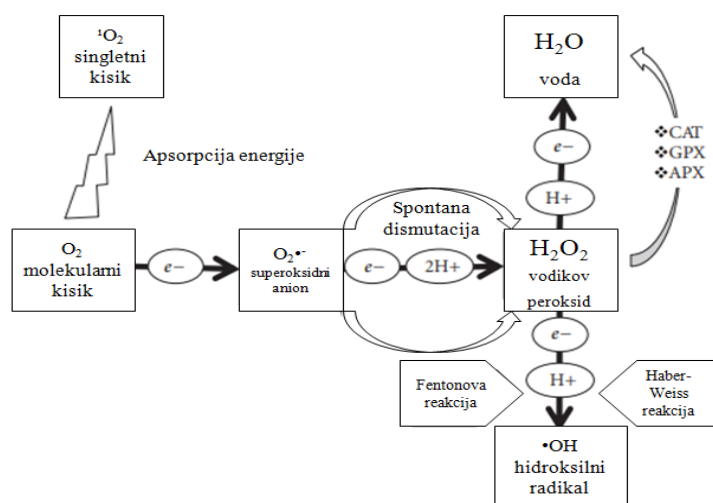 ¹O₂
singletni
kisik
H₂O
voda
❖CAT
❖GPX
❖APX
Apsorpcija energije
e−
H+
Spontana
dismutacija
O₂
molekularni
kisik
e−
O₂•-
superoksidni
anion
e−
2H+
H₂O₂
vodikov
peroksid
e−
H+
Fentonova
reakcija
Haber-
Weiss
reakcija
•OH
hidroksilni
radikal